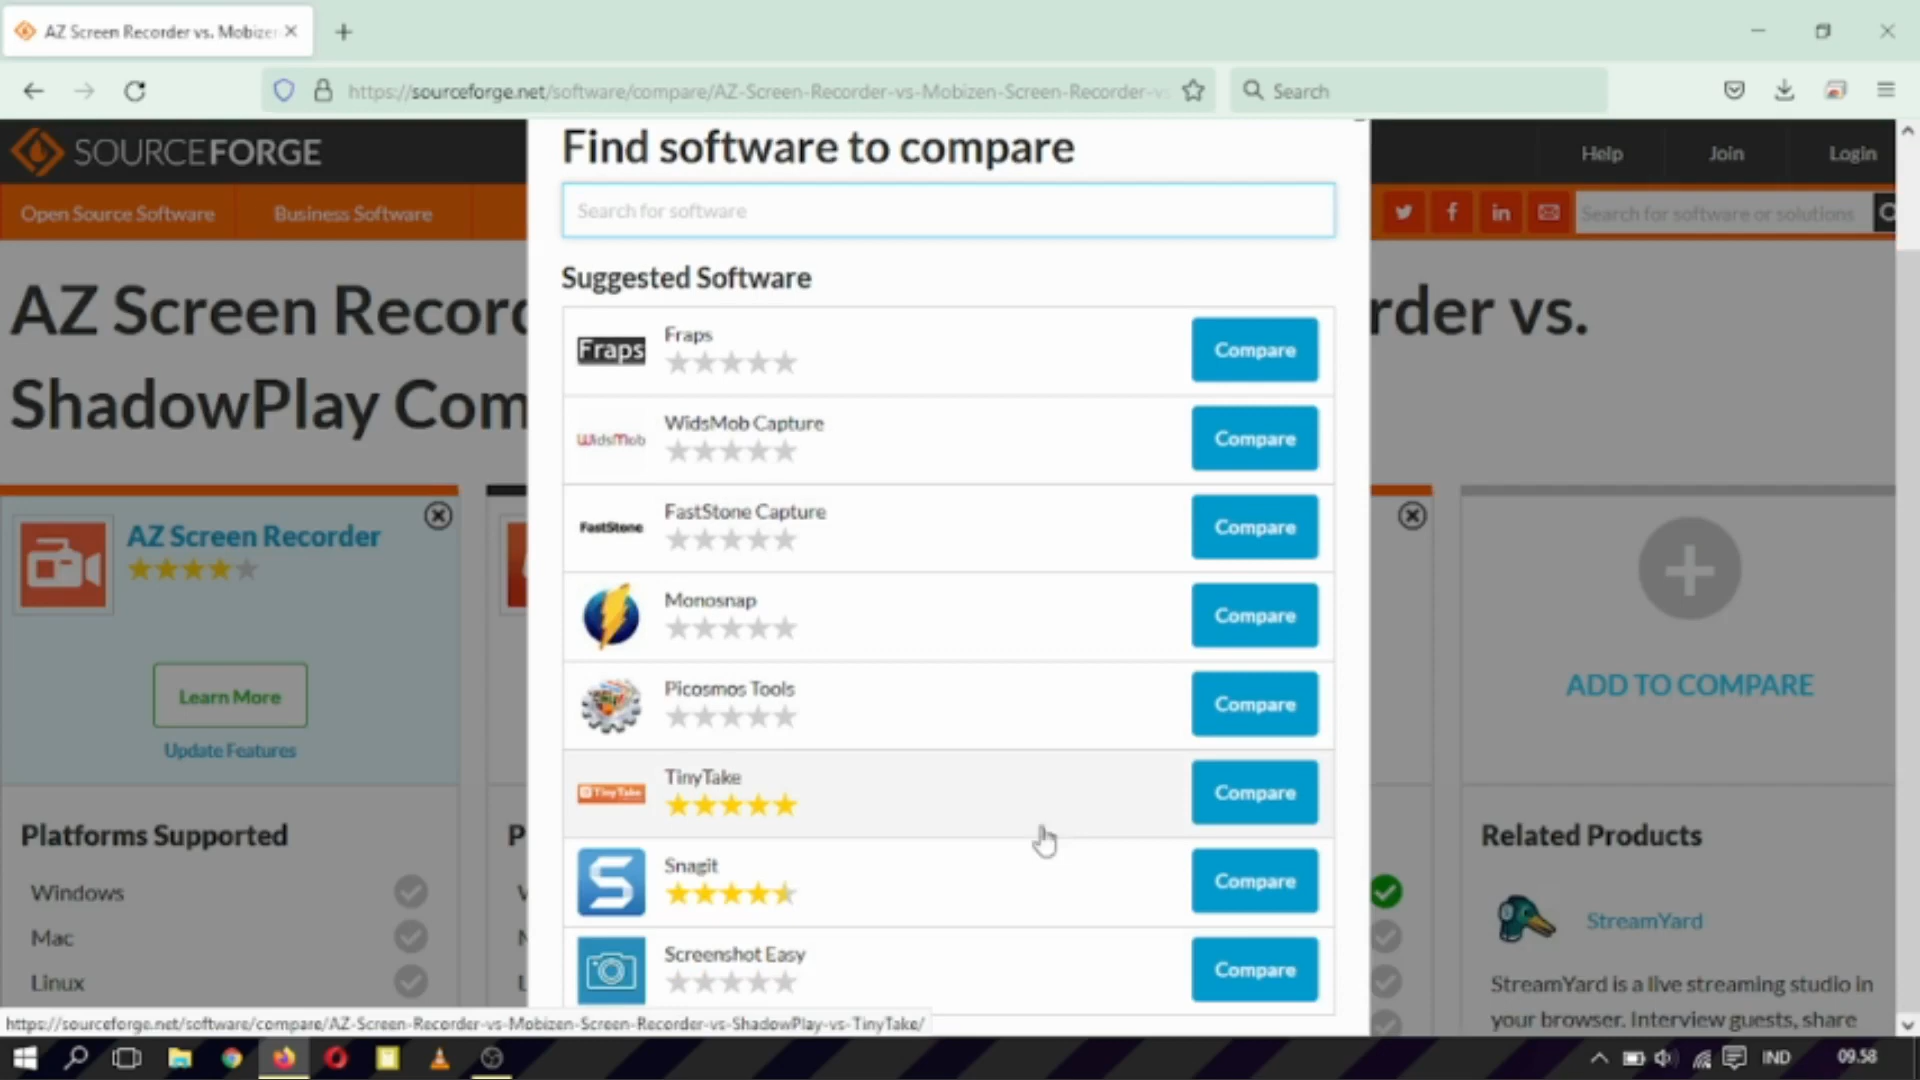 AZ Screen Recorder vs. Mobizen
https://sourceforge.net/software/compare/AZ-Screen-Recorder-vs-Mobizen-Screen-Recorder-v
Search
SOURCEFORGE
Help
Join
Login
Open Source Software
Business Software
Search for software or solutions
Find software to compare
Search for software
Suggested Software
AZ Screen Recor
rder vs.
ShadowPlay Com
Fraps
Fraps
Compare
WidsMob
WidsMob Capture
Compare
FastStone
FastStone Capture
Compare
Monosnap
Compare
Picosmos Tools
Compare
TinyTake
TinyTake
Compare
S
Snagit
Compare
Screenshot Easy
Compare
AZ Screen Recorder
Learn More
Update Features
Platforms Supported
Windows
Mac
Linux
P
ADD TO COMPARE
Related Products
StreamYard
StreamYard is a live streaming studio in
your browser. Interview guests, share
https://sourceforge.net/software/compare/AZ-Screen-Recorder-vs-Mobizen-Screen-Recorder-vs-ShadowPlay-vs-TinyTake/
IND
09.58